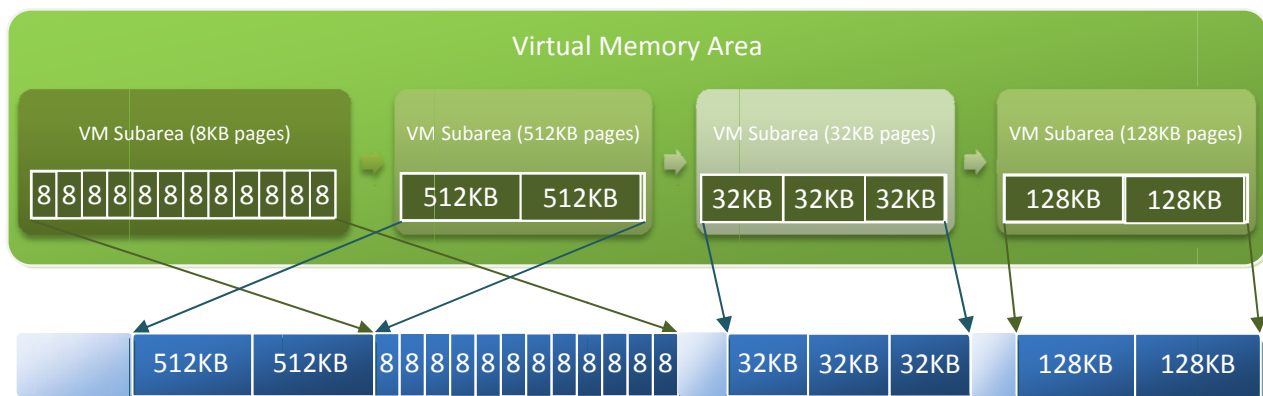 Virtual Memory Area
VM Subarea (8KB pages) VM Subarea (512KB pages) VM Subarea (32KB pages) VM Subarea (128KB pages)
8 8 8 8 8 8 8 8 8 8 8 8 512KB 512KB 32KB 32KB 32KB 128KB 128KB
512KB 512KB 8 8 8 8 8 8 8 8 8 8 8 8 32KB 32KB 32KB 128KB 128KB